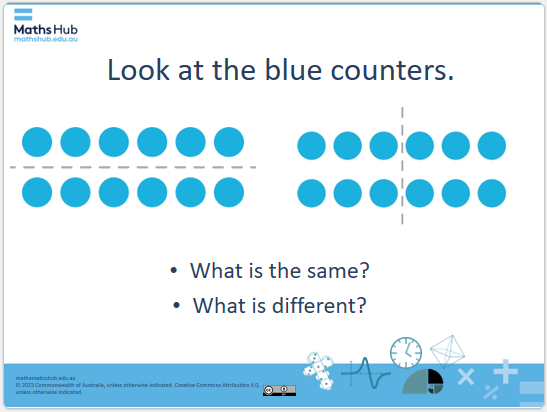 Maths Hub
mathshub.edu.au
Look at the blue counters.
• What is the same?
• What is different?
mathematicshub.edu.au
© 2023 Commonwealth of Australia, unless otherwise indicated. Creative Commons Attribution 4.0,
unless otherwise indicated.